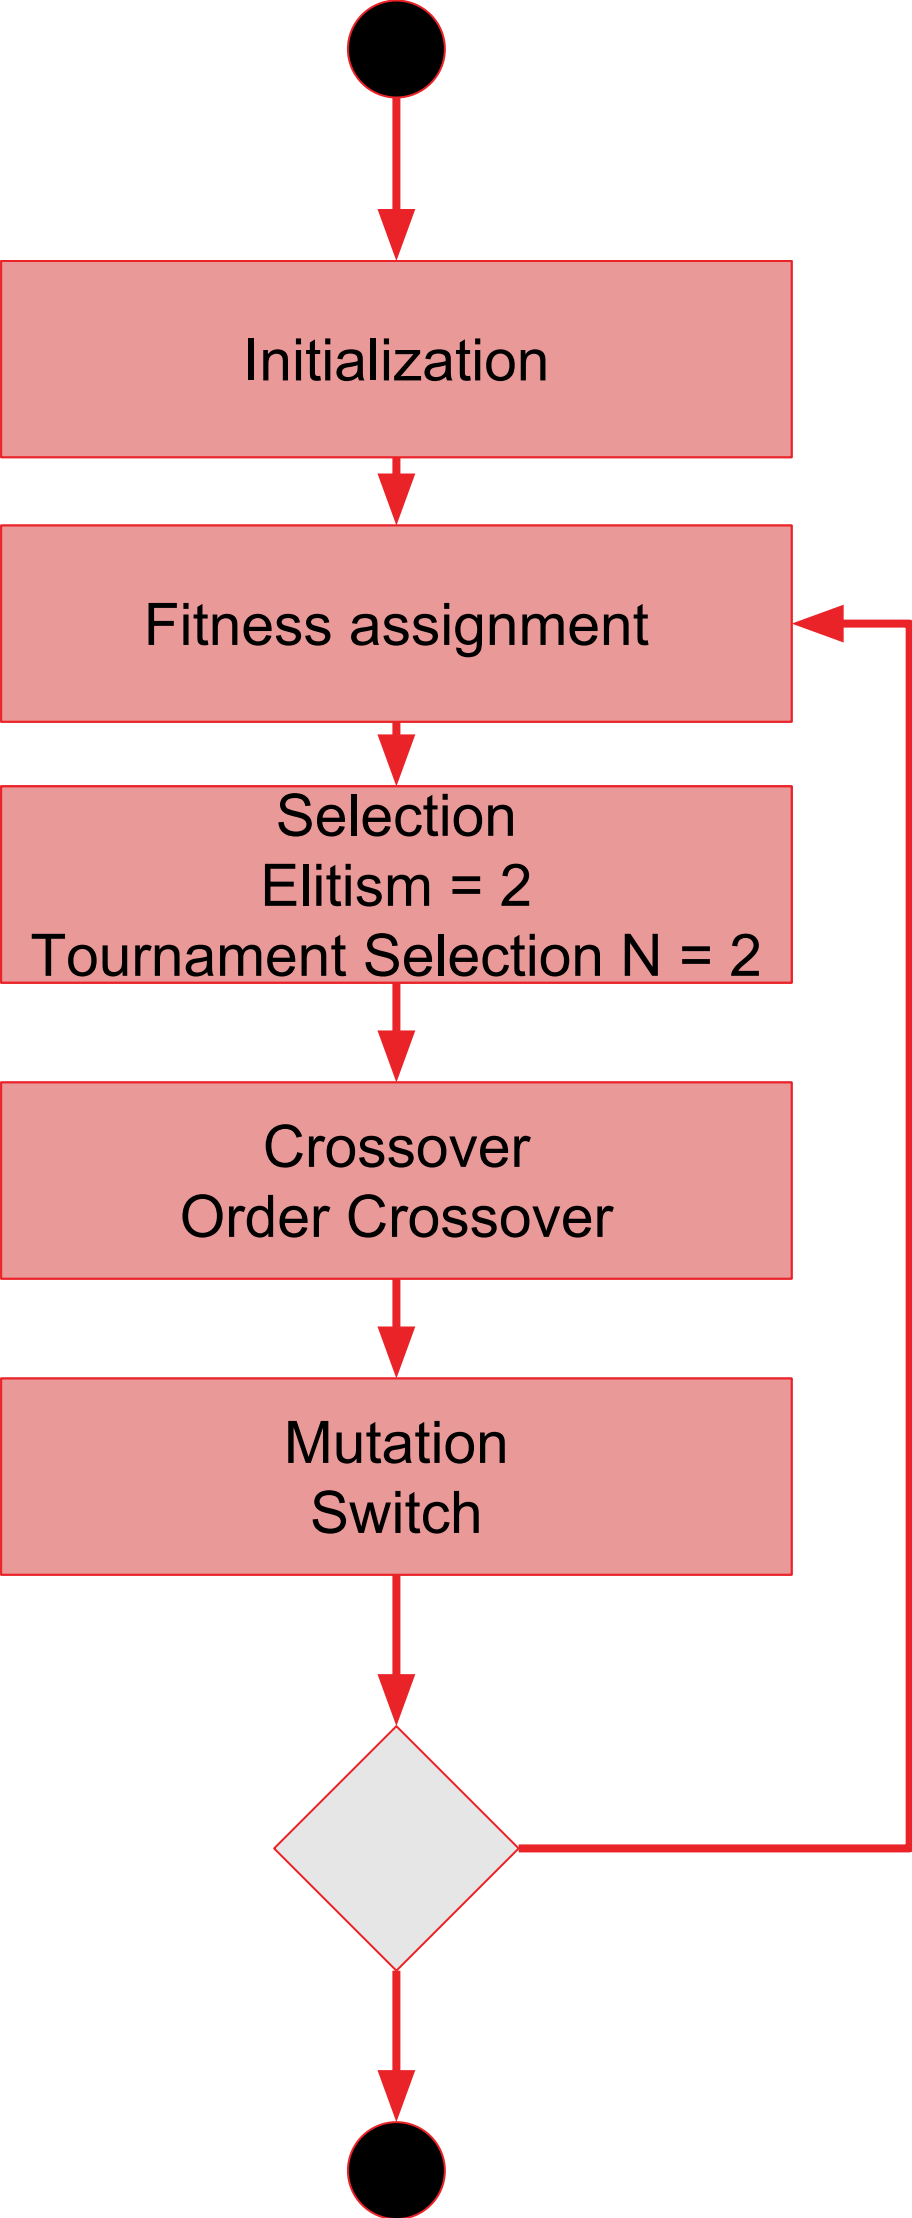 Initialization
Fitness assignment
Selection
Elitism = 2
Tournament Selection N = 2
Crossover
Order Crossover
Mutation
Switch